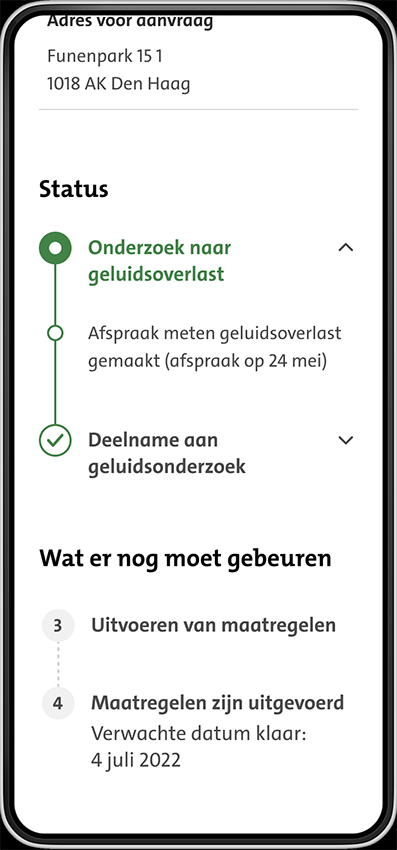 Adres voor aanvraag
Funenpark 15 1
1018 AK Den Haag
Status
Onderzoek naar
geluidsoverlast
Afspraak meten geluidsoverlast
gemaakt (afspraak op 24 mei)
Deelname aan
geluidsonderzoek
Wat er nog moet gebeuren
3 Uitvoeren van maatregelen
4 Maatregelen zijn uitgevoerd
Verwachte datum klaar:
4 juli 2022